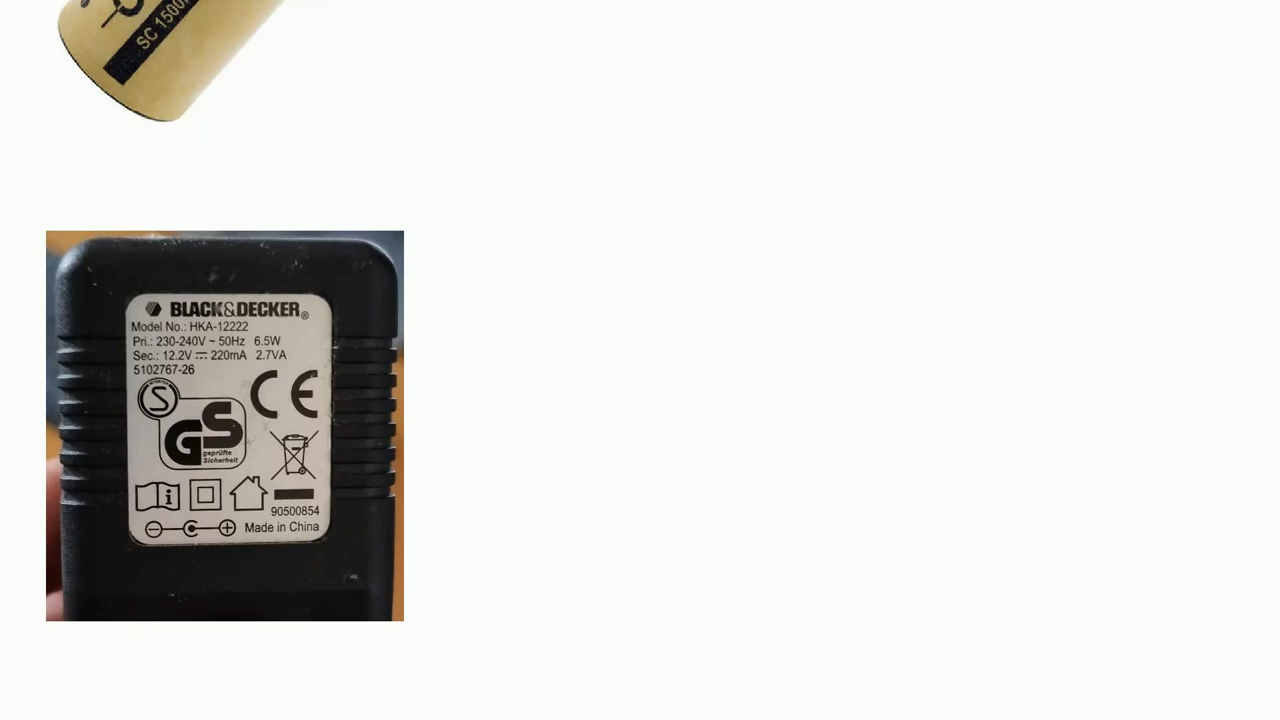 SC 1500
BLACK&DECKER®
Model No.: HKA-12222
Pri.: 230-240V ~ 50Hz 6.5W
Sec.: 12.2V ⎓ 220mA 2.7VA
5102767-26
S
CE
GS
geprüfte
Sicherheit
i
90500854
Made in China